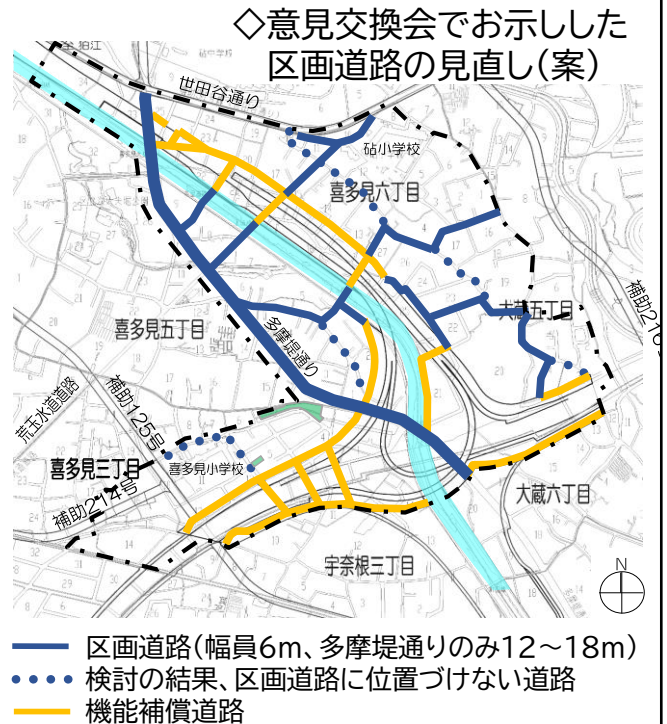 ◇意見交換会でお示しした
区画道路の見直し(案)
世田谷通り
砧小学校
喜多見六丁目
大蔵五丁目
喜多見五丁目
多摩堤通り
補助216
荒玉水道道路
補助125号
喜多見三丁目
喜多見小学校
補助214号
大蔵六丁目
宇奈根三丁目
N
区画道路(幅員6m、多摩堤通りのみ12～18m)
検討の結果、区画道路に位置づけない道路
機能補償道路